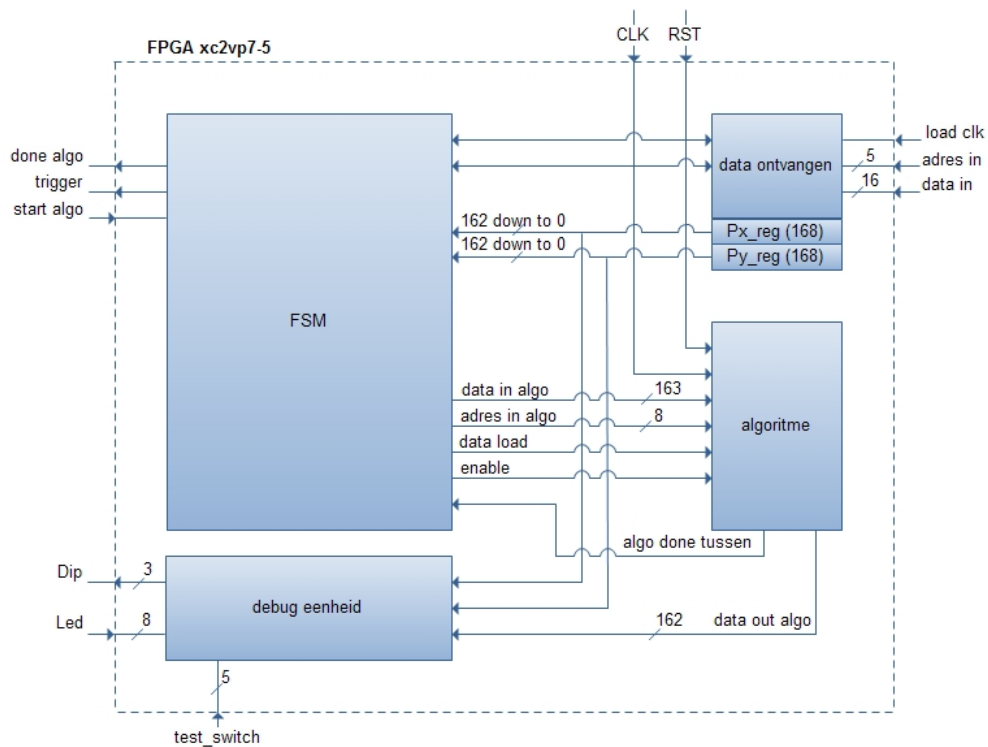 CLK RST
FPGA xc2vp7-5
load clk
done algo
data ontvangen
5
adres in
trigger
16
data in
start algo
162 down to 0
Px_reg (168)
162 down to 0
Py_reg (168)
FSM
data in algo
163
adres in algo
8
algoritme
data load
enable
algo done tussen
Dip
3
debug eenheid
Led
8
162
data out algo
5
test_switch